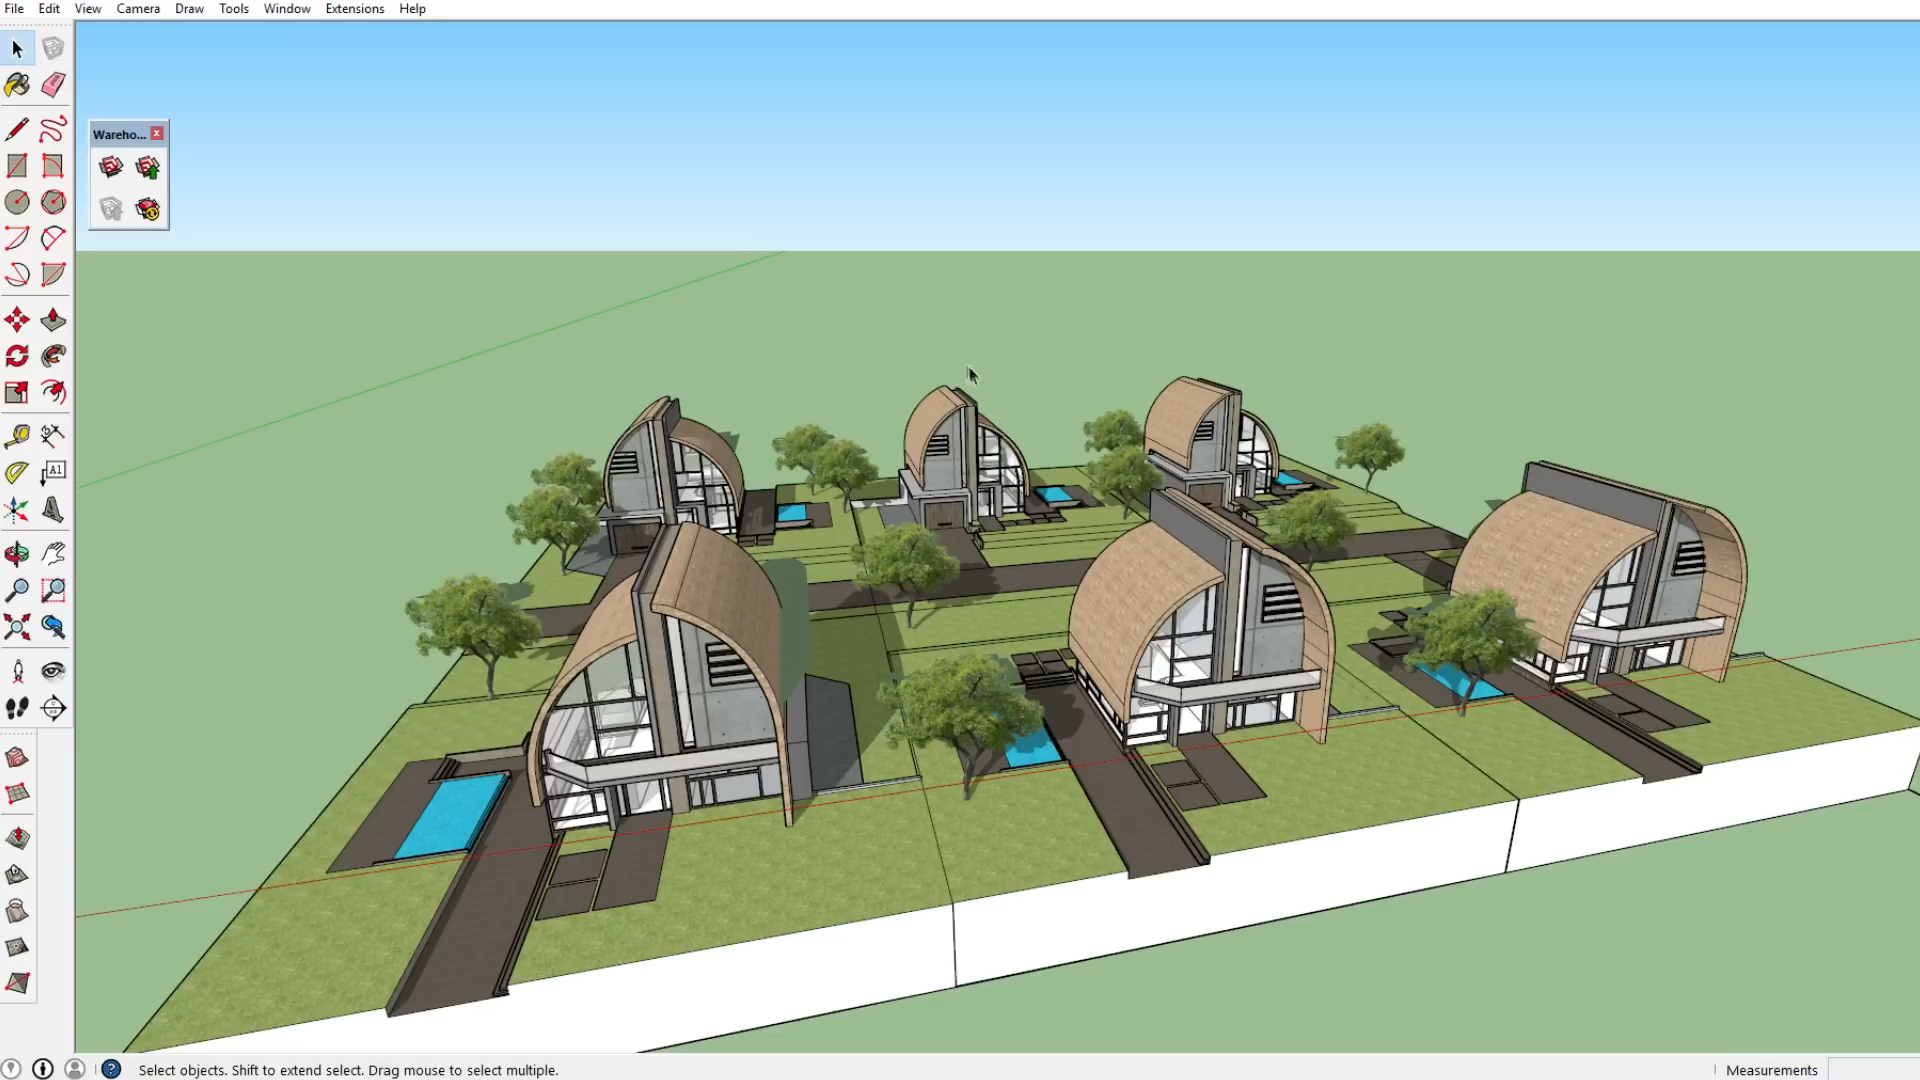 File Edit View Camera Draw Tools Window Extensions Help
Wareho...
A1
Select objects. Shift to extend select. Drag mouse to select multiple.
Measurements